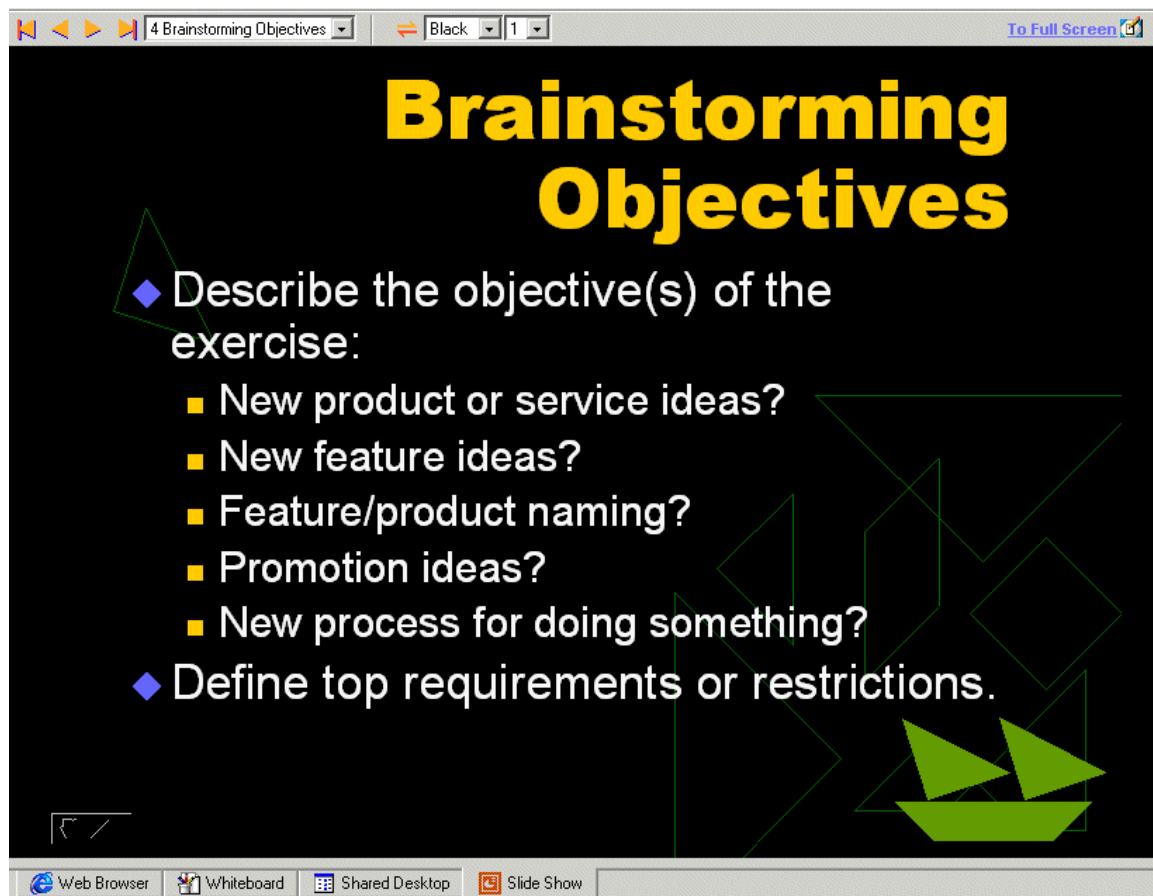 4 Brainstorming Objectives Black 1 To Full Screen
Brainstorming
Objectives
Describe the objective(s) of the
exercise:
New product or service ideas?
New feature ideas?
Feature/product naming?
Promotion ideas?
New process for doing something?
Define top requirements or restrictions.
Web Browser Whiteboard Shared Desktop Slide Show